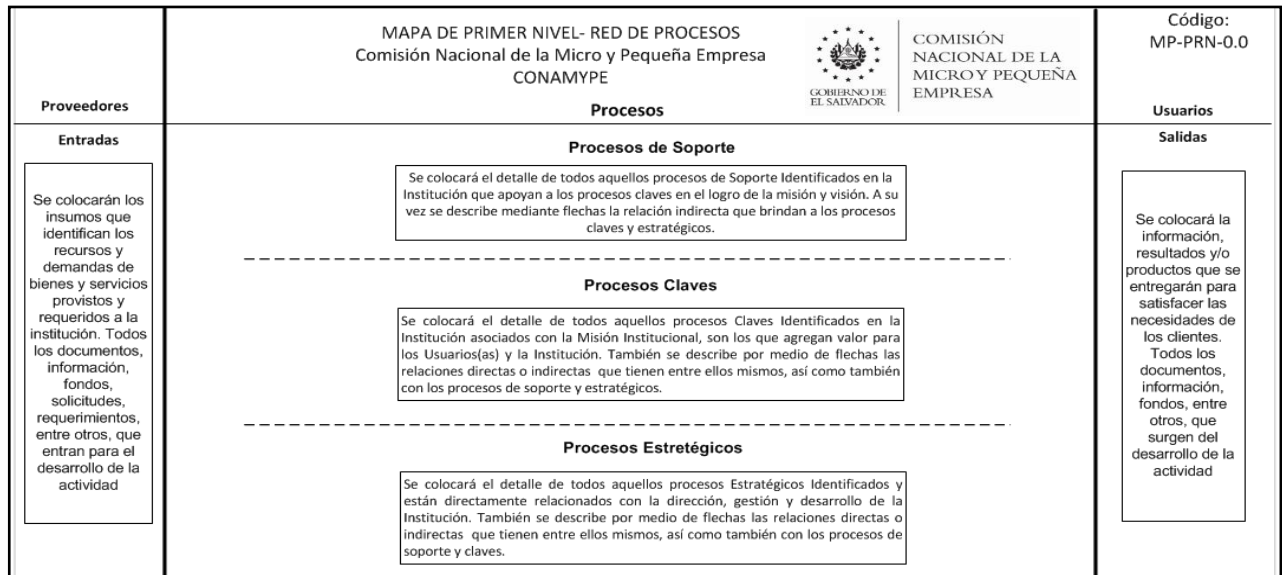 MAPA DE PRIMER NIVEL- RED DE PROCESOS
Comisión Nacional de la Micro y Pequeña Empresa
CONAMYPE
GOBIERNO DE
EL SALVADOR
COMISIÓN
NACIONAL DE LA
MICRO Y PEQUEÑA
EMPRESA
Código:
MP-PRN-0.0
Proveedores
Procesos
Usuarios
Entradas
Se colocarán los
insumos que
identifican los
recursos y
demandas de
bienes y servicios
provistos y
requeridos a la
institución. Todos
los documentos,
información,
fondos,
solicitudes,
requerimientos,
entre otros, que
entran para el
desarrollo de la
actividad
Procesos de Soporte
Se colocará el detalle de todos aquellos procesos de Soporte Identificados en la
Institución que apoyan a los procesos claves en el logro de la misión y visión. A su
vez se describe mediante flechas la relación indirecta que brindan a los procesos
claves y estratégicos.
Procesos Claves
Se colocará el detalle de todos aquellos procesos Claves Identificados en la
Institución asociados con la Misión Institucional, son los que agregan valor para
los Usuarios(as) y la Institución. También se describe por medio de flechas las
relaciones directas o indirectas que tienen entre ellos mismos, así como también
con los procesos de soporte y estratégicos.
Procesos Estretégicos
Se colocará el detalle de todos aquellos procesos Estratégicos Identificados y
están directamente relacionados con la dirección, gestión y desarrollo de la
Institución. También se describe por medio de flechas las relaciones directas o
indirectas que tienen entre ellos mismos, así como también con los procesos de
soporte y claves.
Salidas
Se colocará la
información,
resultados y/o
productos que se
entregarán para
satisfacer las
necesidades de
los clientes.
Todos los
documentos,
información,
fondos, entre
otros, que
surgen del
desarrollo de la
actividad